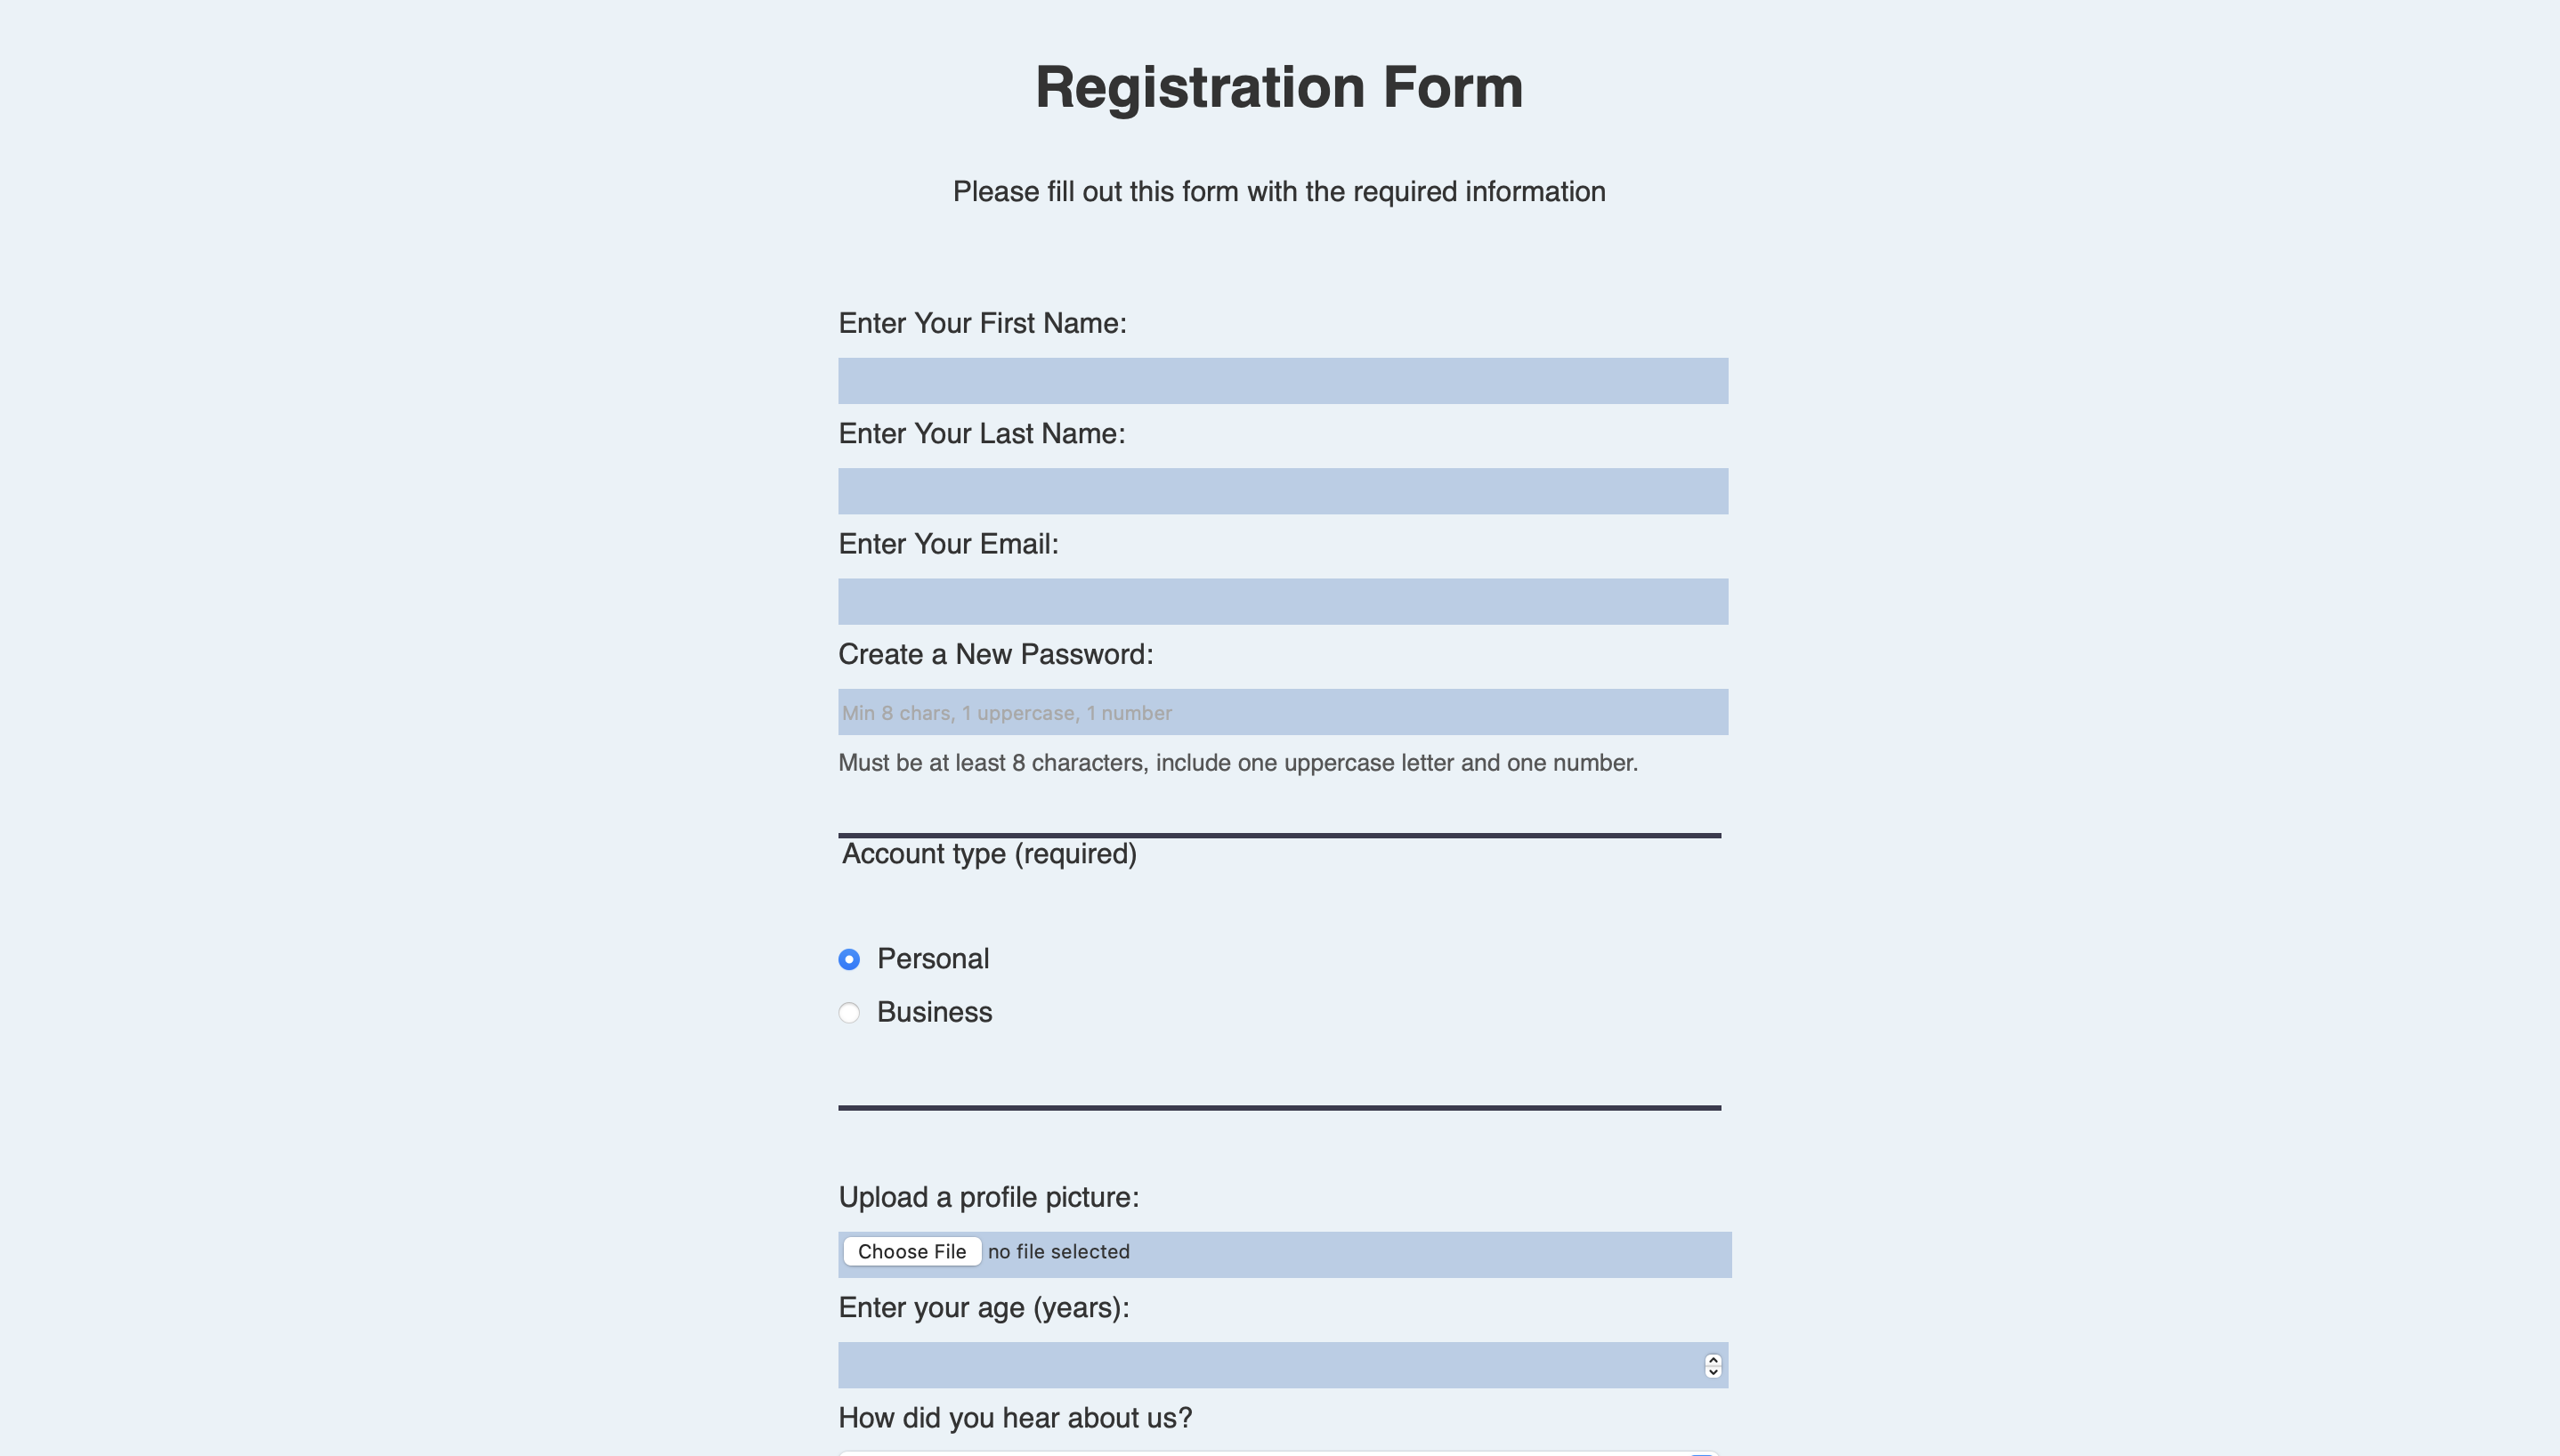 Registration Form
Please fill out this form with the required information
Enter Your First Name:
Enter Your Last Name:
Enter Your Email:
Create a New Password:
Min 8 chars, 1 uppercase, 1 number
Must be at least 8 characters, include one uppercase letter and one number.
Account type (required)
Personal
Business
Upload a profile picture:
Choose File no file selected
Enter your age (years):
How did you hear about us?